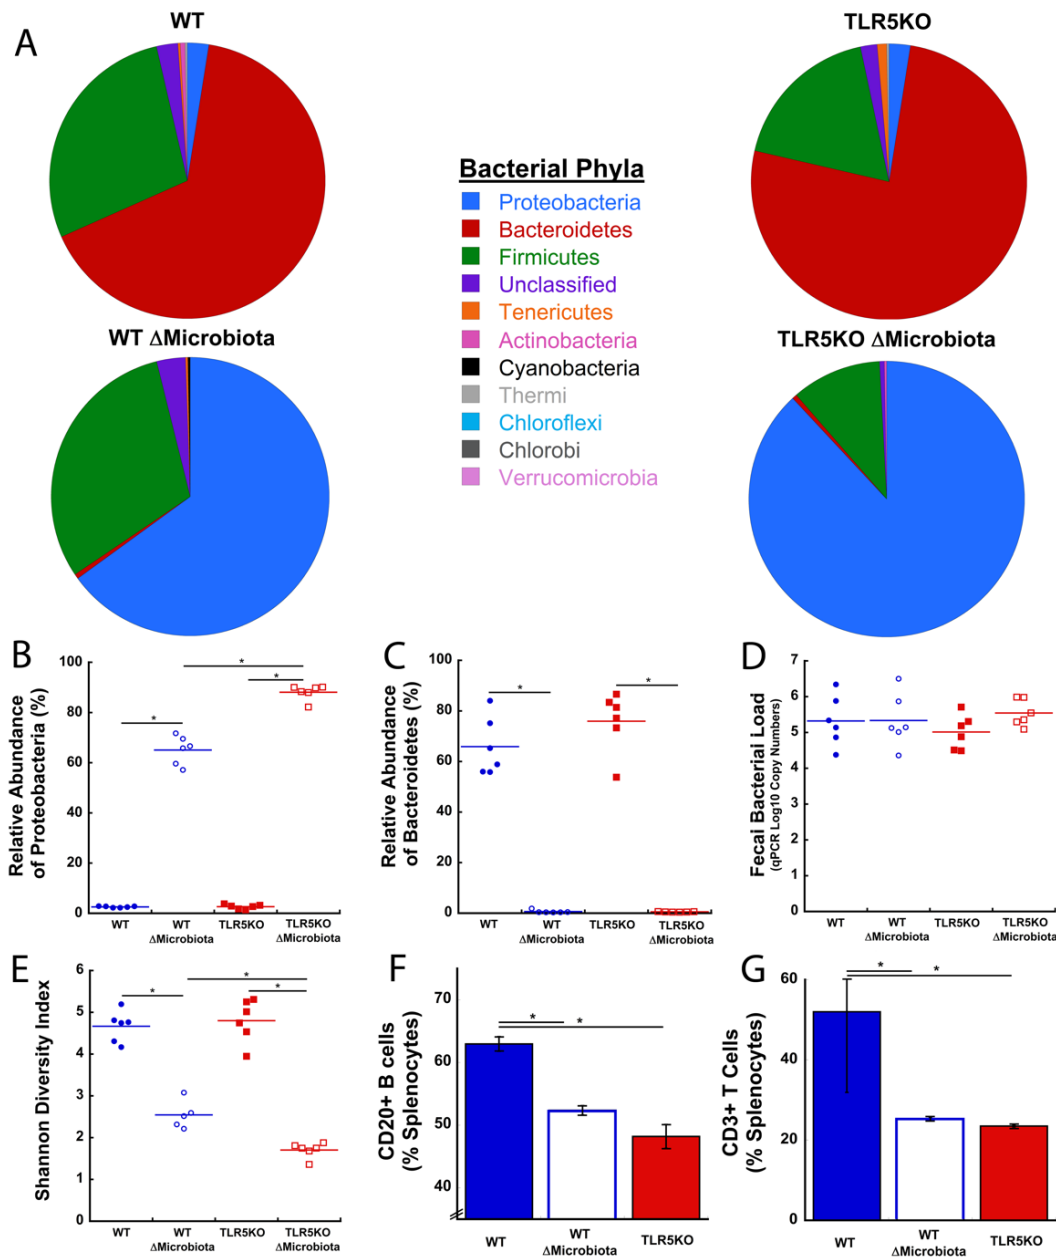 A
WT
TLR5KO
Bacterial Phyla
Proteobacteria
Bacteroidetes
Firmicutes
Unclassified
Tenericutes
Actinobacteria
Cyanobacteria
Thermi
Chloroflexi
Chlorobi
Verrucomicrobia
WT ΔMicrobiota
TLR5KO ΔMicrobiota
B
Relative Abundance
of Proteobacteria (%)
100
80
60
40
20
0
*
*
*
WT
WT
ΔMicrobiota
TLR5KO
TLR5KO
ΔMicrobiota
C
Relative Abundance
of Bacteroidetes (%)
100
80
60
40
20
0
*
*
WT
WT
ΔMicrobiota
TLR5KO
TLR5KO
ΔMicrobiota
D
Fecal Bacterial Load
(qPCR Log10 Copy Numbers)
7
6
5
4
3
2
1
0
WT
WT
ΔMicrobiota
TLR5KO
TLR5KO
ΔMicrobiota
E
Shannon Diversity Index
6
5
4
3
2
1
0
*
*
*
WT
WT
ΔMicrobiota
TLR5KO
TLR5KO
ΔMicrobiota
F
CD20+ B cells
(% Splenocytes)
70
60
50
40
*
*
WT
WT
ΔMicrobiota
TLR5KO
G
CD3+ T Cells
(% Splenocytes)
60
40
20
0
*
*
WT
WT
ΔMicrobiota
TLR5KO